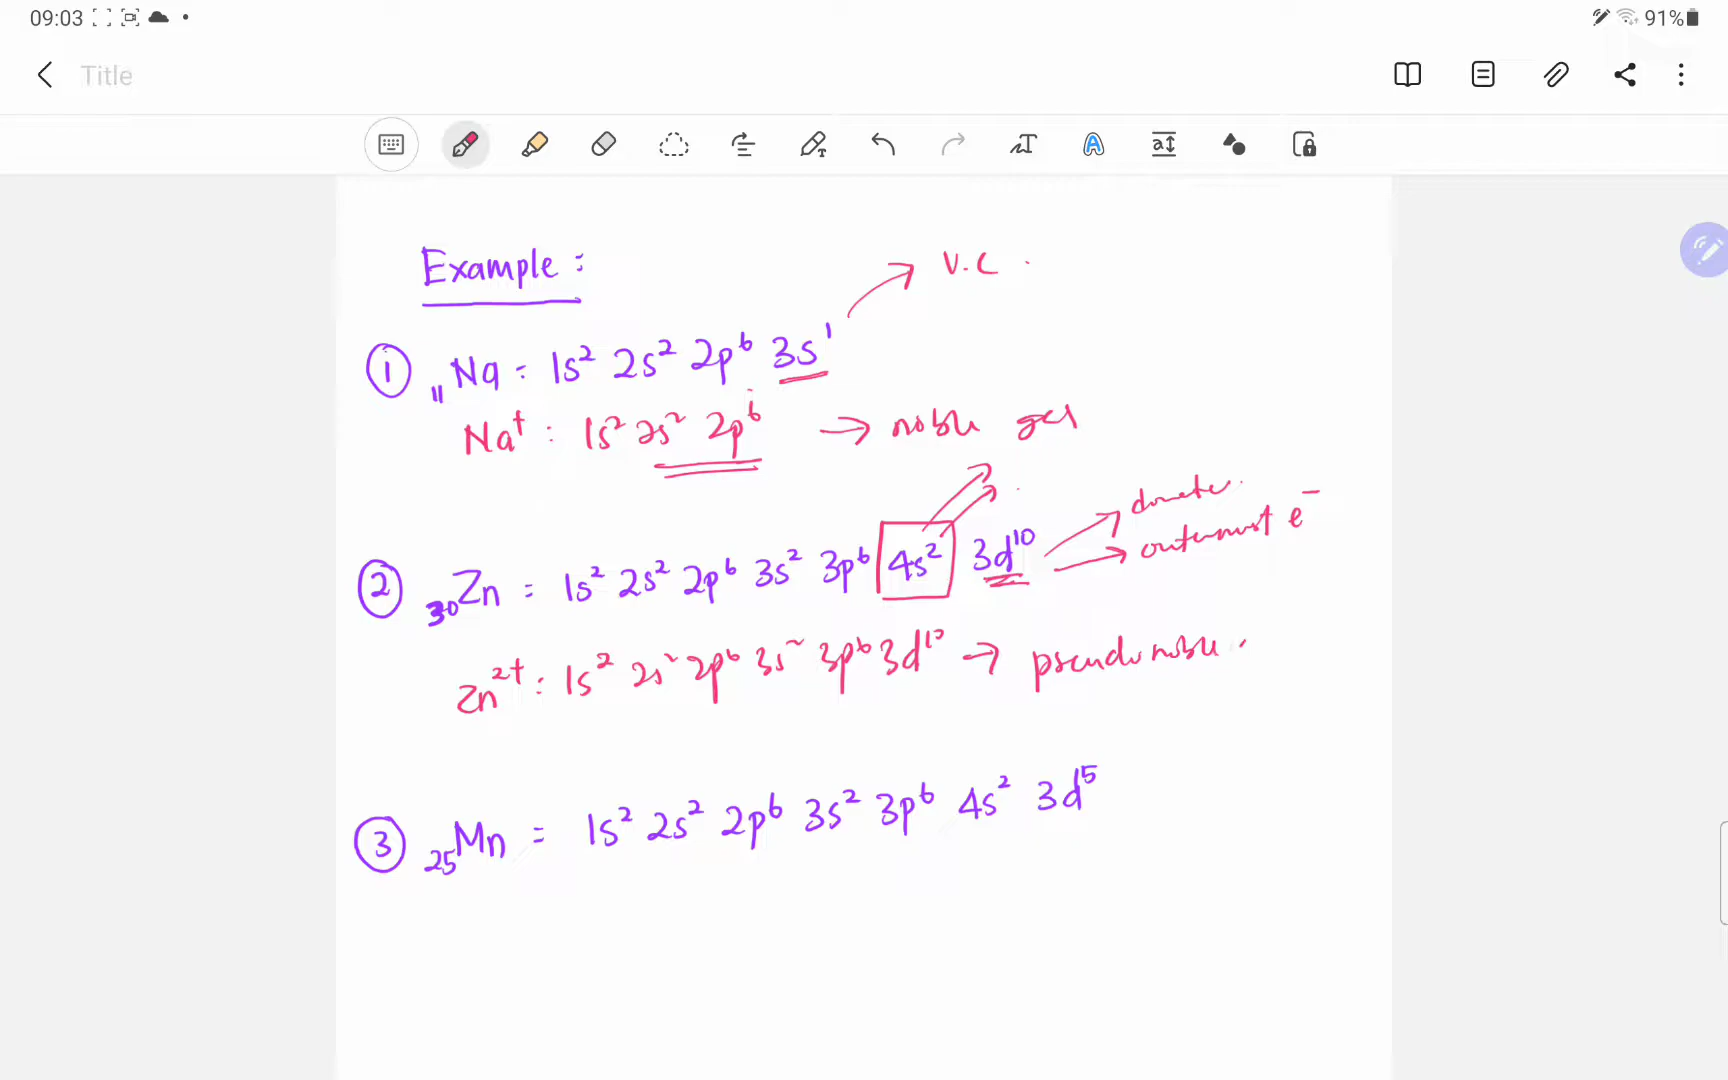 09:03
91%
Title
Example :
V.C.
① ₁₁Na : 1s² 2s² 2p⁶ 3s¹
Na⁺ : 1s² 2s² 2p⁶ → noble gas
donate
outermost e⁻
② ₃₀Zn = 1s² 2s² 2p⁶ 3s² 3p⁶ 4s² 3d¹⁰
Zn²⁺ : 1s² 2s² 2p⁶ 3s² 3p⁶ 3d¹⁰ → pseudo noble.
③ ₂₅Mn = 1s² 2s² 2p⁶ 3s² 3p⁶ 4s² 3d⁵